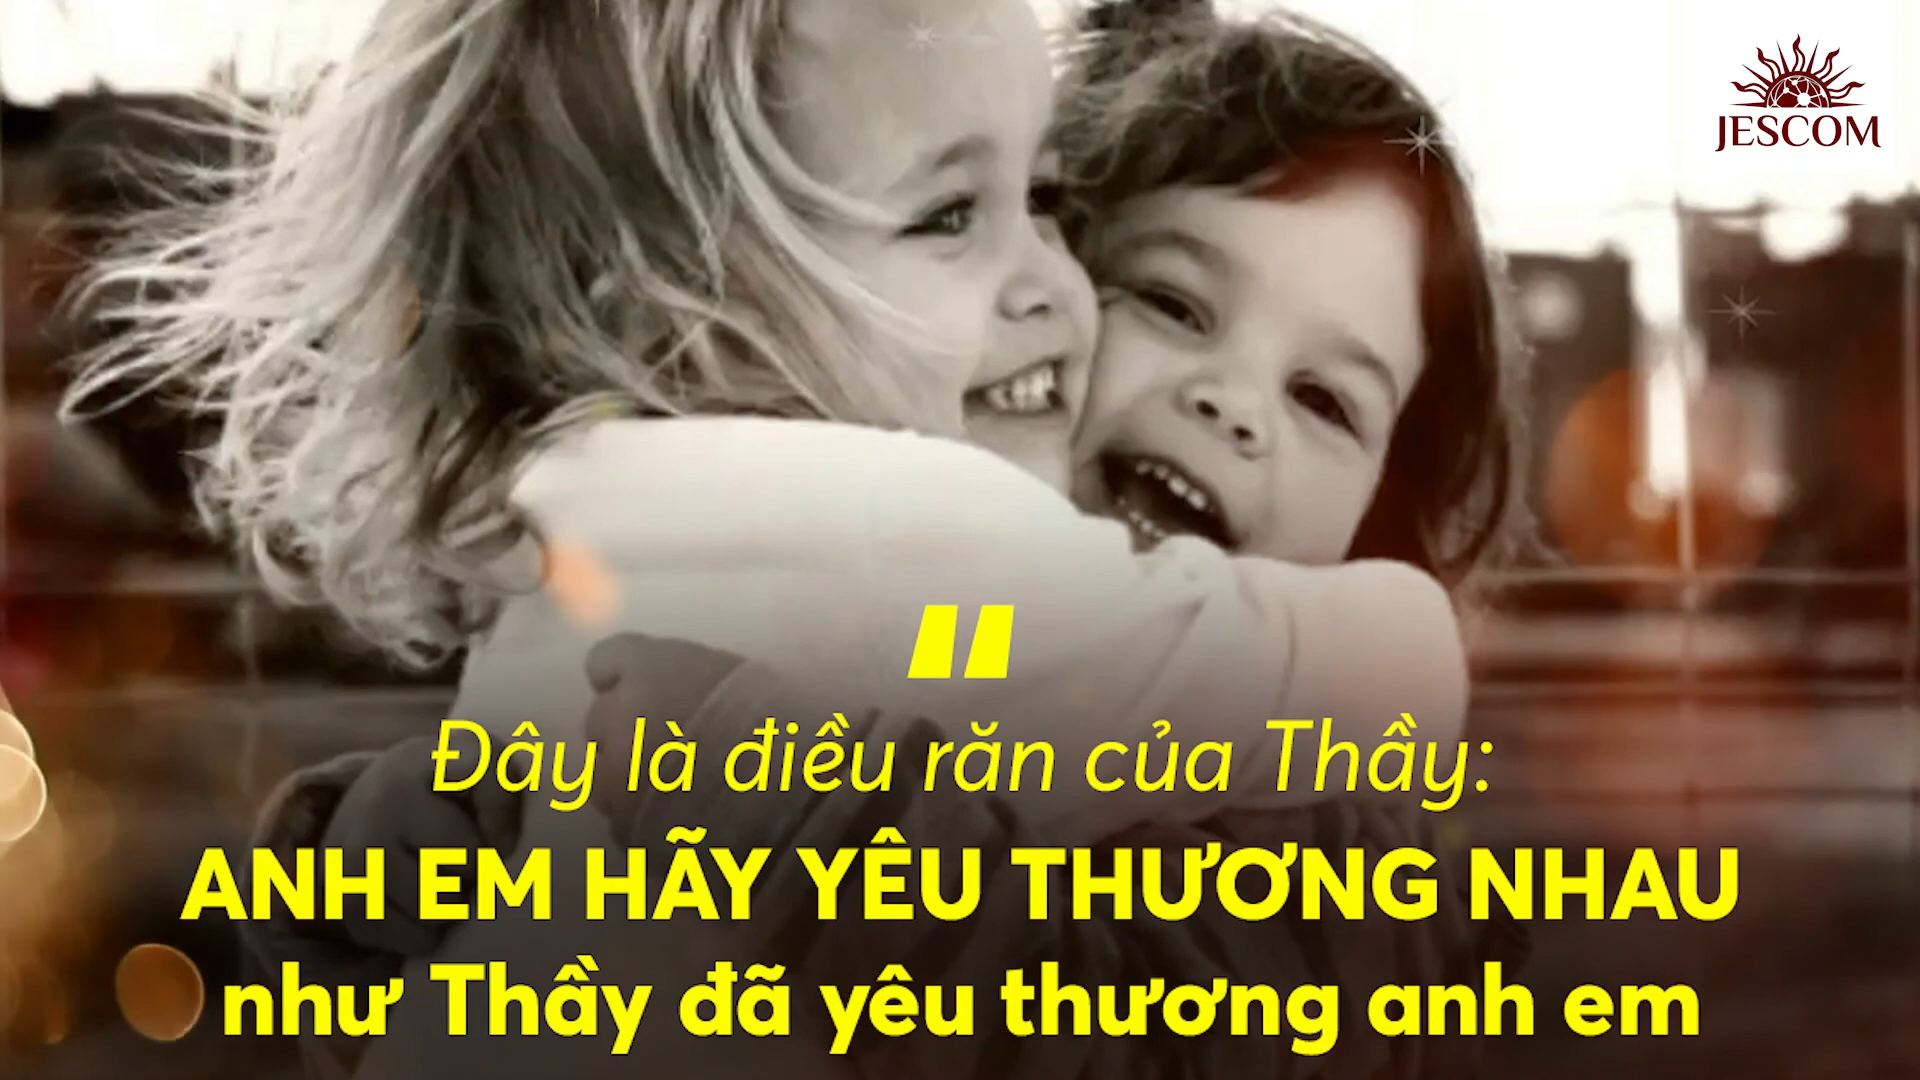 JESCOM
"
Đây là điều răn của Thầy:
ANH EM HÃY YÊU THƯƠNG NHAU
như Thầy đã yêu thương anh em